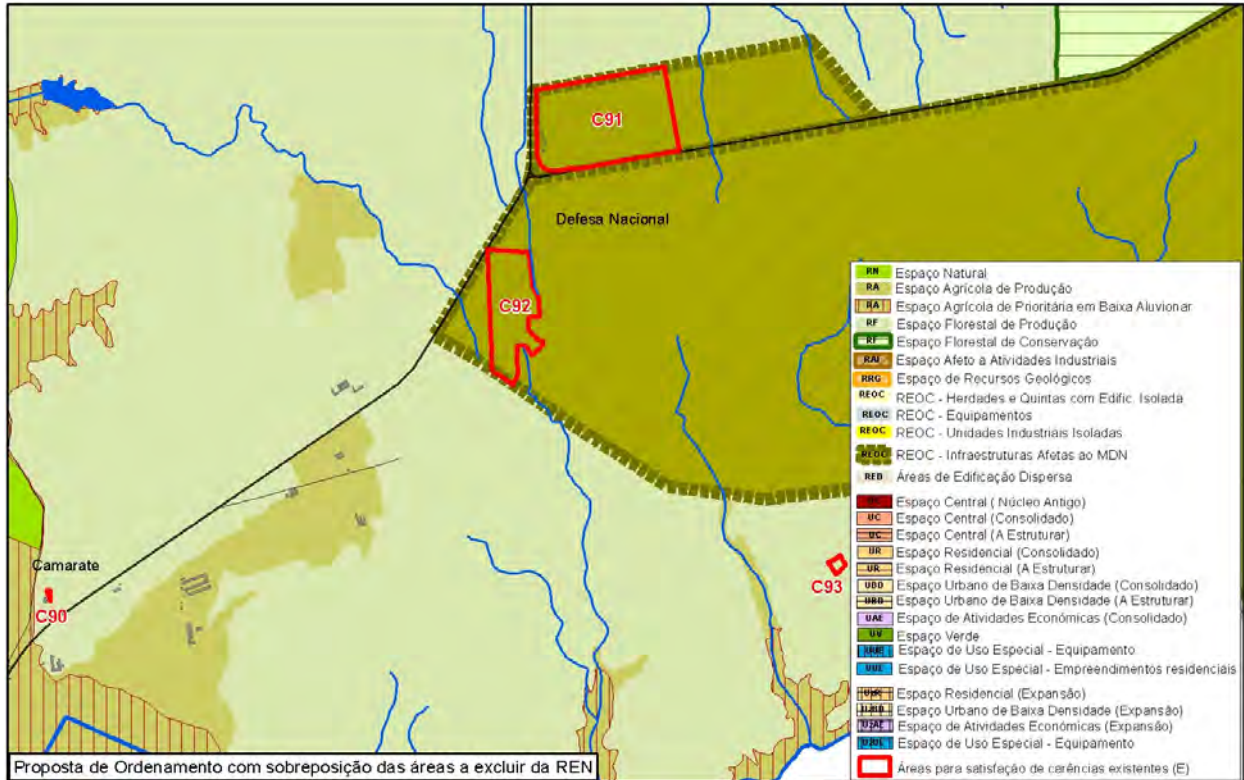 C91
Defesa Nacional
C92
Camarate
C90
C93
RN Espaço Natural
RA Espaço Agrícola de Produção
RA Espaço Agrícola de Prioritária em Baixa Aluvionar
RF Espaço Florestal de Produção
RF Espaço Florestal de Conservação
RAI Espaço Afeto a Atividades Industriais
RRG Espaço de Recursos Geológicos
REOC REOC - Herdades e Quintas com Edific. Isolada
REOC REOC - Equipamentos
REOC REOC - Unidades Industriais Isoladas
REOC REOC - Infraestruturas Afetas ao MDN
RED Áreas de Edificação Dispersa
UC Espaço Central ( Núcleo Antigo)
UC Espaço Central (Consolidado)
UC Espaço Central (A Estruturar)
UR Espaço Residencial (Consolidado)
UR Espaço Residencial (A Estruturar)
UBD Espaço Urbano de Baixa Densidade (Consolidado)
UBD Espaço Urbano de Baixa Densidade (A Estruturar)
UAE Espaço de Atividades Económicas (Consolidado)
UV Espaço Verde
Espaço de Uso Especial - Equipamento
UUE Espaço de Uso Especial - Empreendimentos residenciais
Espaço Residencial (Expansão)
Espaço Urbano de Baixa Densidade (Expansão)
Espaço de Atividades Económicas (Expansão)
Espaço de Uso Especial - Equipamento
Áreas para satisfação de carências existentes (E)
Proposta de Ordenamento com sobreposição das áreas a excluir da REN